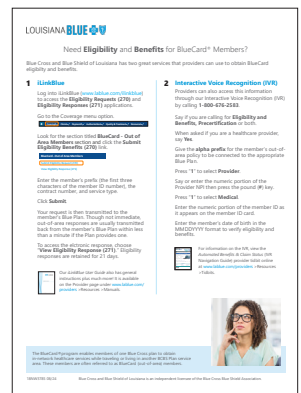 LOUISIANA BLUE
Need Eligibility and Benefits for BlueCard® Members?
Blue Cross and Blue Shield of Louisiana has two great services that providers can use to obtain BlueCard
eligibility and benefits.
1 iLinkBlue
Log into iLinkBlue (www.lablue.com/ilinkblue)
to access the Eligibility Requests (270) and
Eligibility Responses (271) applications.
Go to the Coverage menu option.
Look for the section titled BlueCard - Out of
Area Members section and click the Submit
Eligibility Benefits (270) link.
Enter the member's prefix (the first three
characters of the member ID number), the
contract number, and service type.
Click Submit.
Your request is then transmitted to the
member's Blue Plan. Though not immediate,
out-of-area responses are usually transmitted
back from the member's Blue Plan within less
than a minute if the Plan provides one.
To access the eletronic response, choose
"View Eligibility Response (271)." Eligibility
responses are retained for 21 days.
Our iLinkBlue User Guide also has general
instructions plus much more! It is available
on the Provider page under www.lablue.com/
providers >Resources >Manuals.
2 Interactive Voice Recognition (IVR)
Providers can also access this information
through our Interactive Voice Recognition (IVR)
by calling 1-800-676-2583.
Say if you are calling for Eligibility and
Benefits, Precertification or both.
When asked if you are a healthcare provider,
say Yes.
Give the alpha prefix for the member's out-of-
area policy to be connected to the appropriate
Blue Plan.
Press "1" to select Provider.
Say or enter the numeric portion of the
Provider NPI then press the pound (#) key.
Press "1" to select Medical.
Enter the numeric portion of the member ID as
it appears on the member ID card.
Enter the member's date of birth in the
MMDDYYYY format to verify eligibility and
benefits.
For information on the IVR, view the
Automated Benefits & Claim Status (IVR
Navigation Guide) provider tidbit online
at www.lablue.com/providers >Resources
>Tidbits.
The BlueCard Program enables members of one Blue Cross plan to obtain
in-network healthcare services while traveling or living in another BCBS Plan service
area. These members are often referred to as BlueCard (out-of-area) members.
Blue Cross and Blue Shield of Louisiana is an independent licensee of the Blue Cross Blue Shield Association.